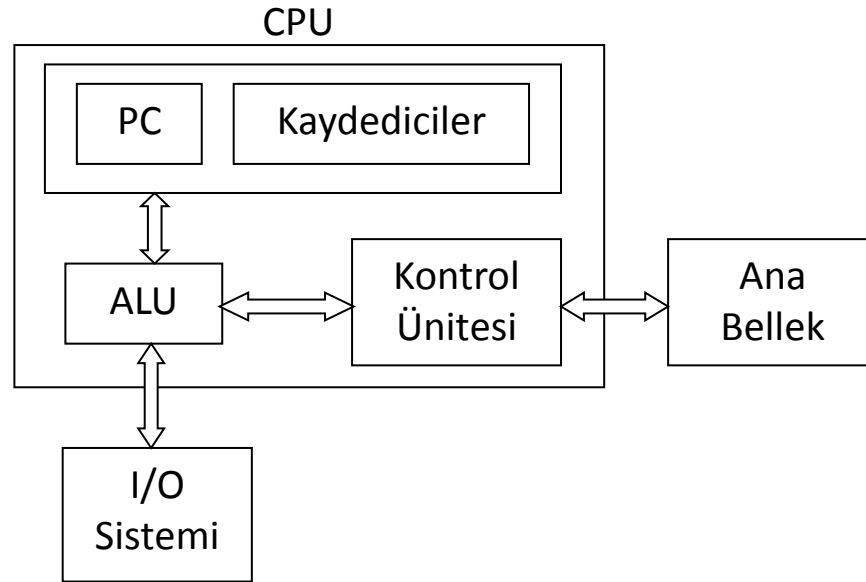 CPU
PC
Kaydediciler
ALU
Kontrol
Ünitesi
Ana
Bellek
I/O
Sistemi